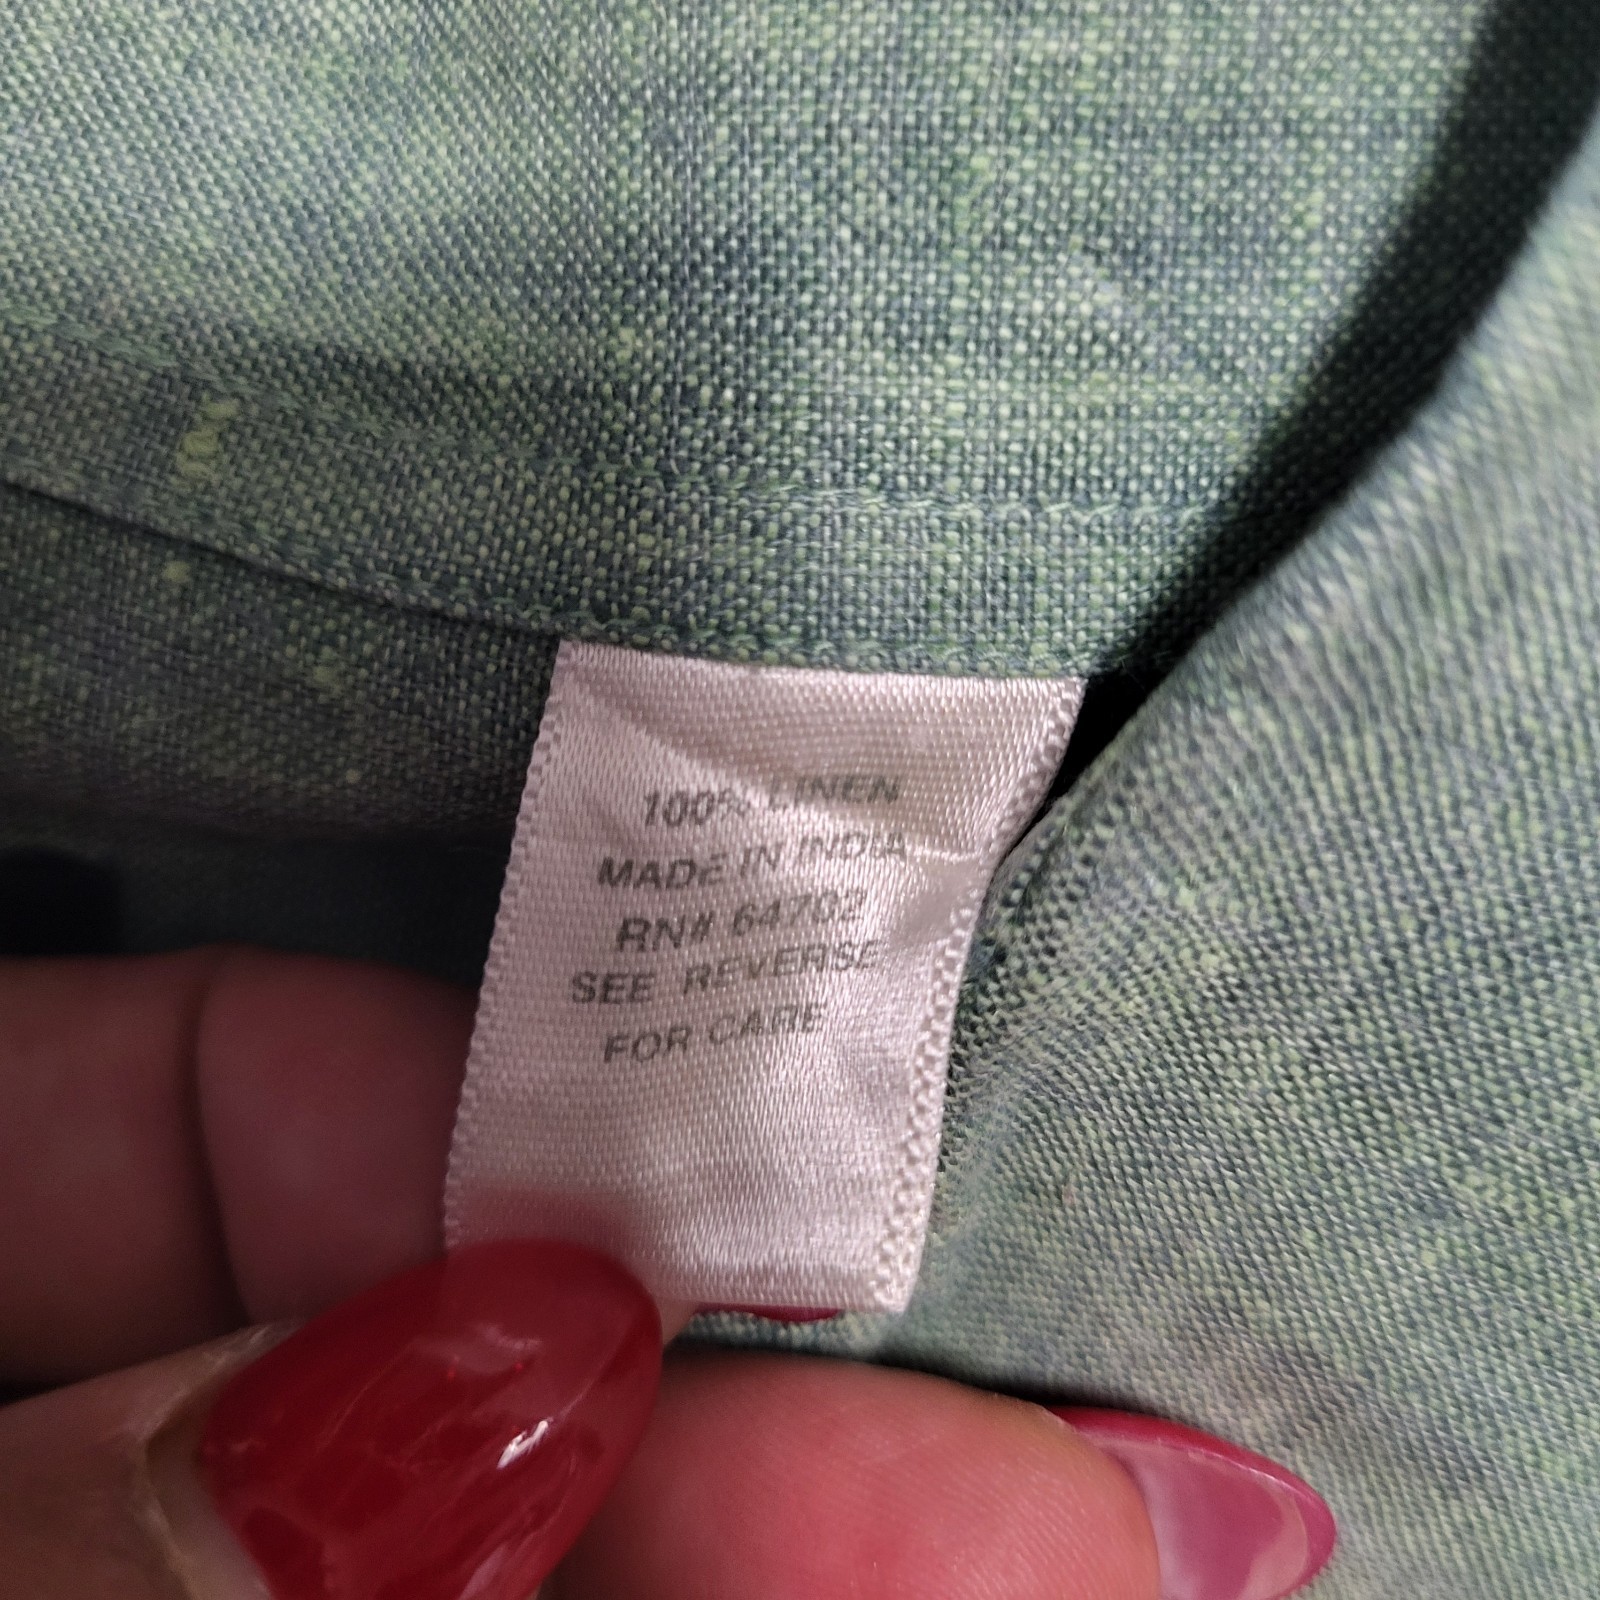 100% LINEN
MADE IN INDIA
RN# 64702
SEE REVERSE
FOR CARE